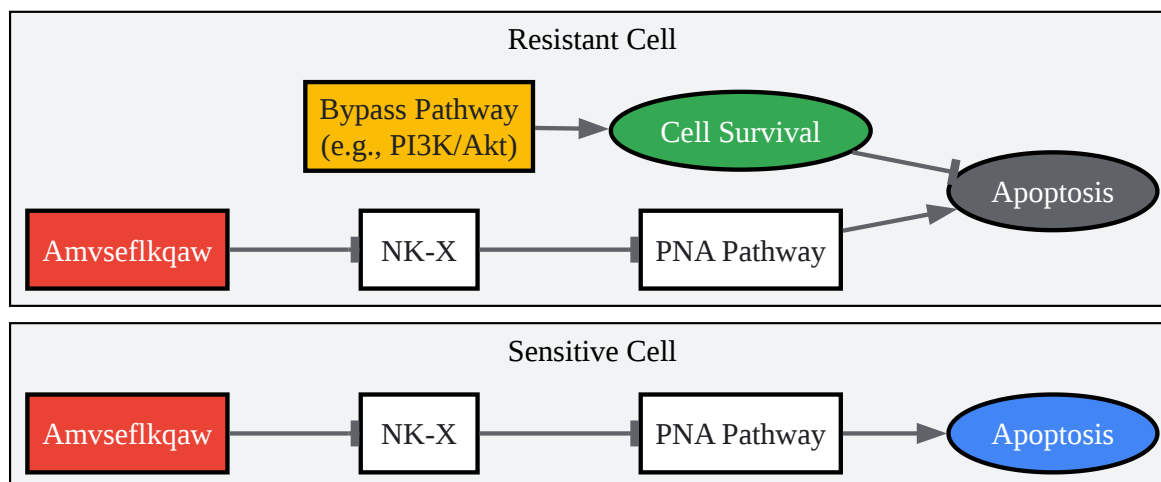 Resistant Cell
Bypass Pathway
(e.g., PI3K/Akt)
Cell Survival
Apoptosis
Amvseflkqaw
NK-X
PNA Pathway
Sensitive Cell
Amvseflkqaw
NK-X
PNA Pathway
Apoptosis